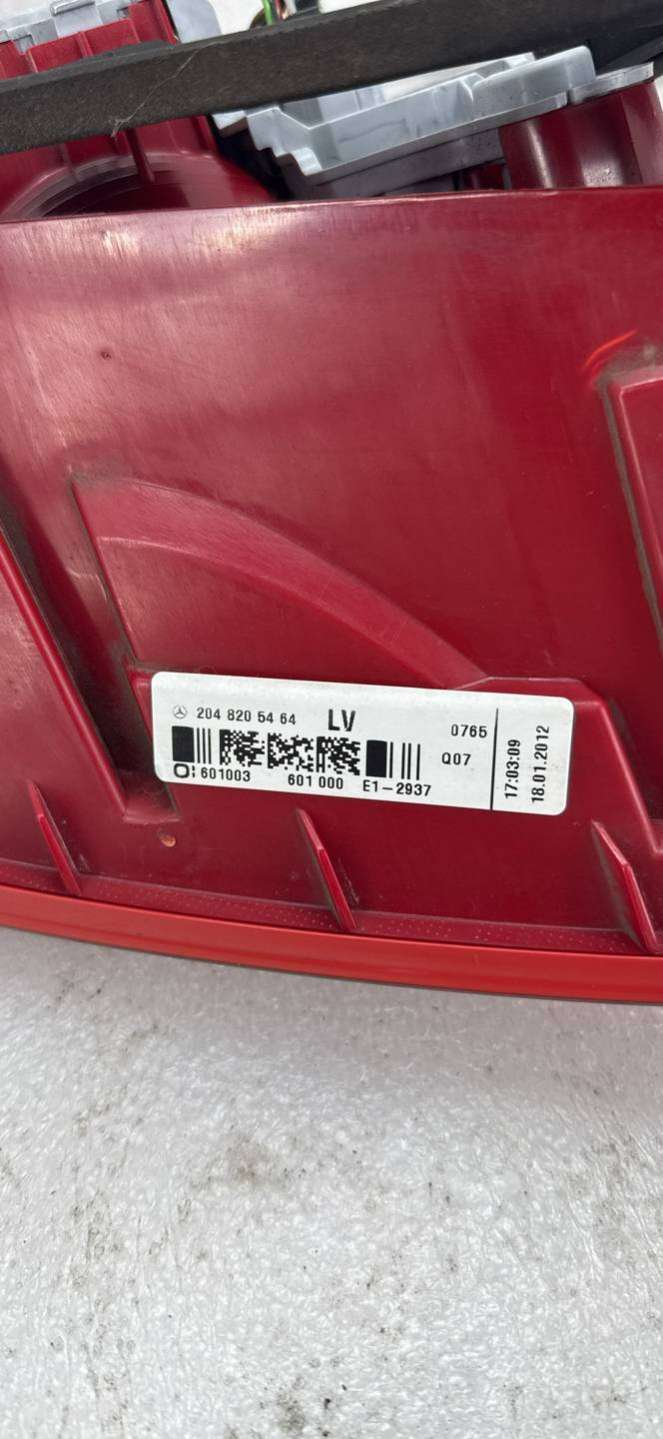 204 820 54 64 LV 0765
Q07
601003 601 000 E1-2937
17:03:09
18.01.2012